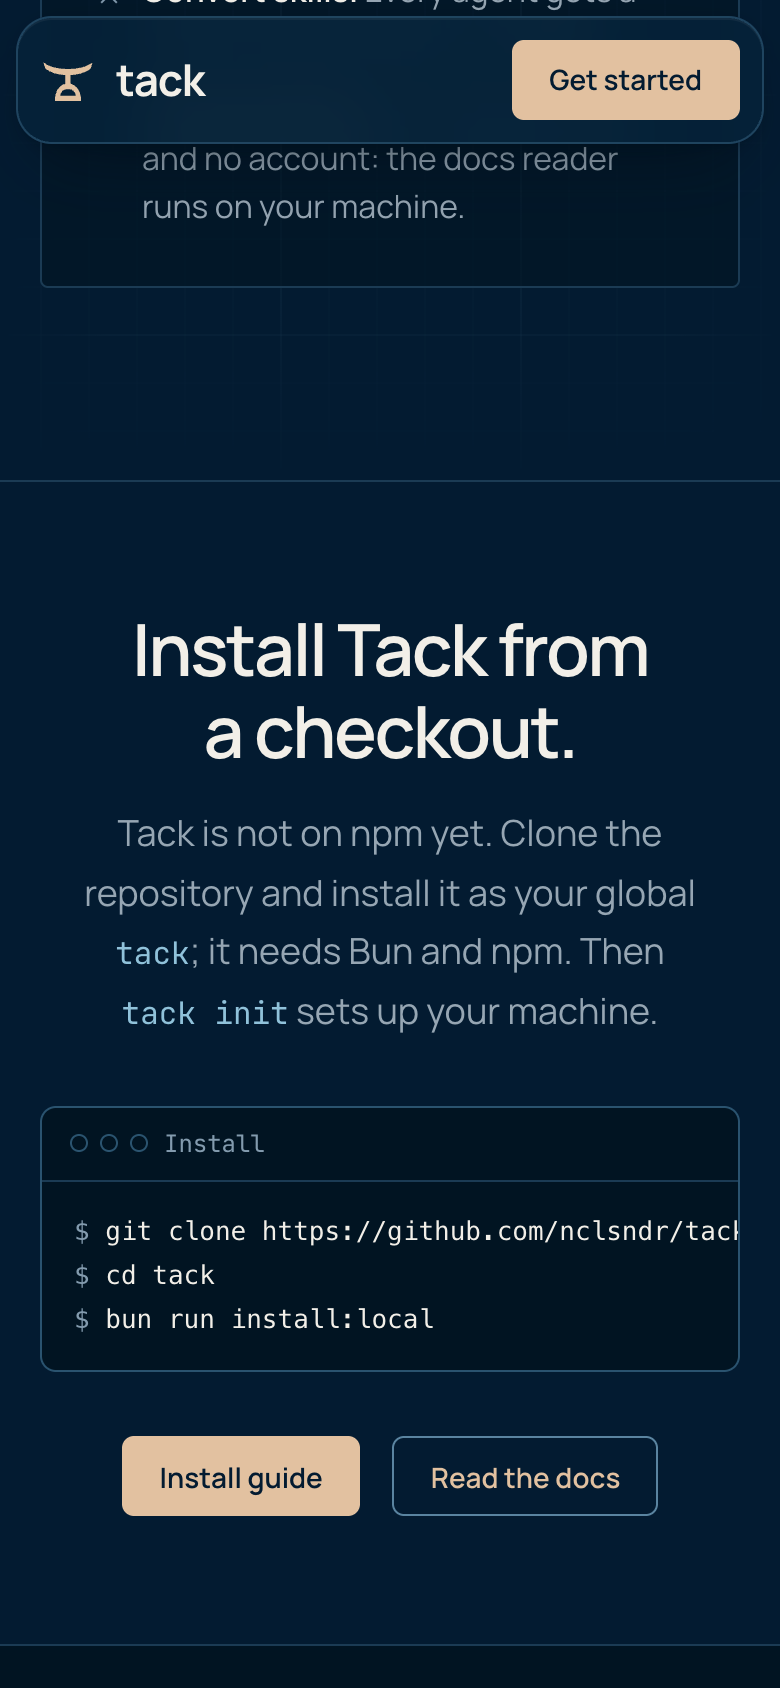 tack
Get started
and no account: the docs reader
runs on your machine.
Install Tack from
a checkout.
Tack is not on npm yet. Clone the
repository and install it as your global
tack; it needs Bun and npm. Then
tack init sets up your machine.
Install
$ git clone https://github.com/nclsndr/tack
$ cd tack
$ bun run install:local
Install guide
Read the docs